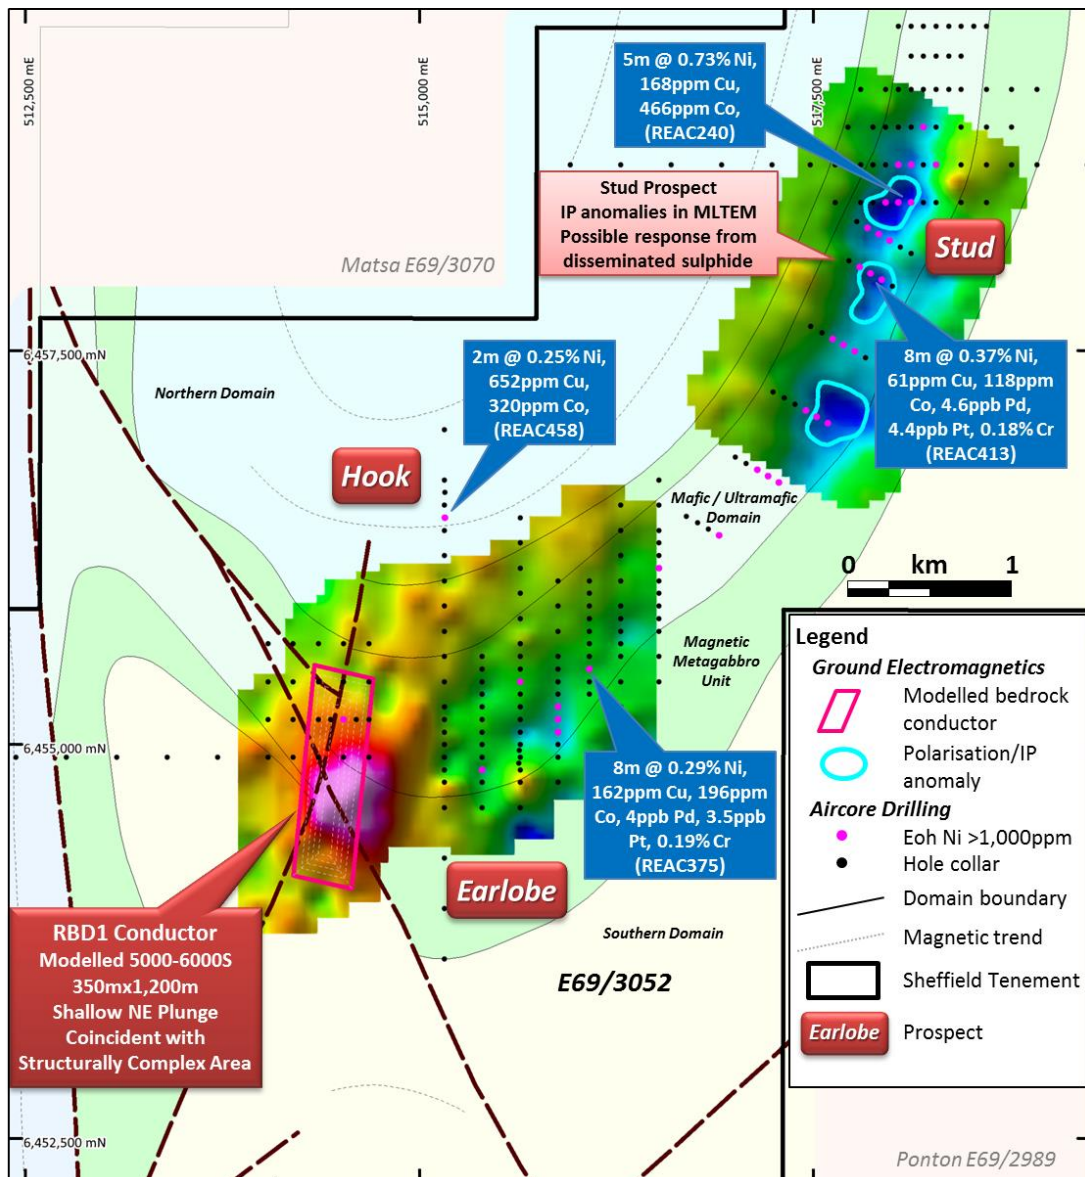 512,500 mE
515,000 mE
517,500 mE
5m @ 0.73% Ni,
168ppm Cu,
466ppm Co,
(REAC240)
Stud Prospect
IP anomalies in MLTEM
Possible response from
disseminated sulphide
Stud
Matsa E69/3070
6,457,500 mN
2m @ 0.25% Ni,
652ppm Cu,
320ppm Co,
(REAC458)
8m @ 0.37% Ni,
61ppm Cu, 118ppm
Co, 4.6ppb Pd,
4.4ppb Pt, 0.18% Cr
(REAC413)
Northern Domain
Hook
Mafic / Ultramafic
Domain
0 km 1
Magnetic
Metagabbro
Unit
6,455,000 mN
8m @ 0.29% Ni,
162ppm Cu, 196ppm
Co, 4ppb Pd, 3.5ppb
Pt, 0.19% Cr
(REAC375)
Earlobe
Southern Domain
E69/3052
RBD1 Conductor
Modelled 5000-6000S
350mx1,200m
Shallow NE Plunge
Coincident with
Structurally Complex Area
6,452,500 mN
Legend
Ground Electromagnetics
Modelled bedrock
conductor
Polarisation/IP
anomaly
Aircore Drilling
Eoh Ni >1,000ppm
Hole collar
Domain boundary
Magnetic trend
Sheffield Tenement
Earlobe Prospect
Ponton E69/2989